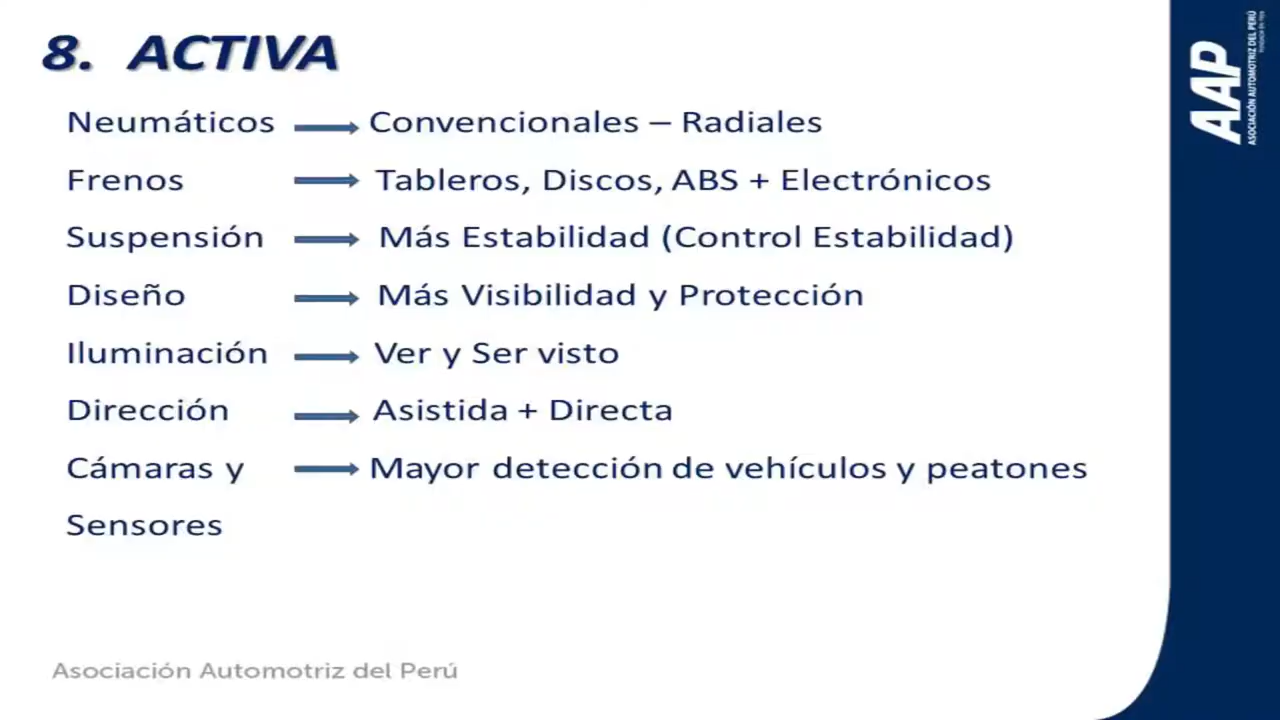 8. ACTIVA
Neumáticos Convencionales – Radiales
Frenos Tableros, Discos, ABS + Electrónicos
Suspensión Más Estabilidad (Control Estabilidad)
Diseño Más Visibilidad y Protección
Iluminación Ver y Ser visto
Dirección Asistida + Directa
Cámaras y Mayor detección de vehículos y peatones
Sensores
Asociación Automotriz del Perú
AAP
ASOCIACIÓN AUTOMOTRIZ DEL PERÚ